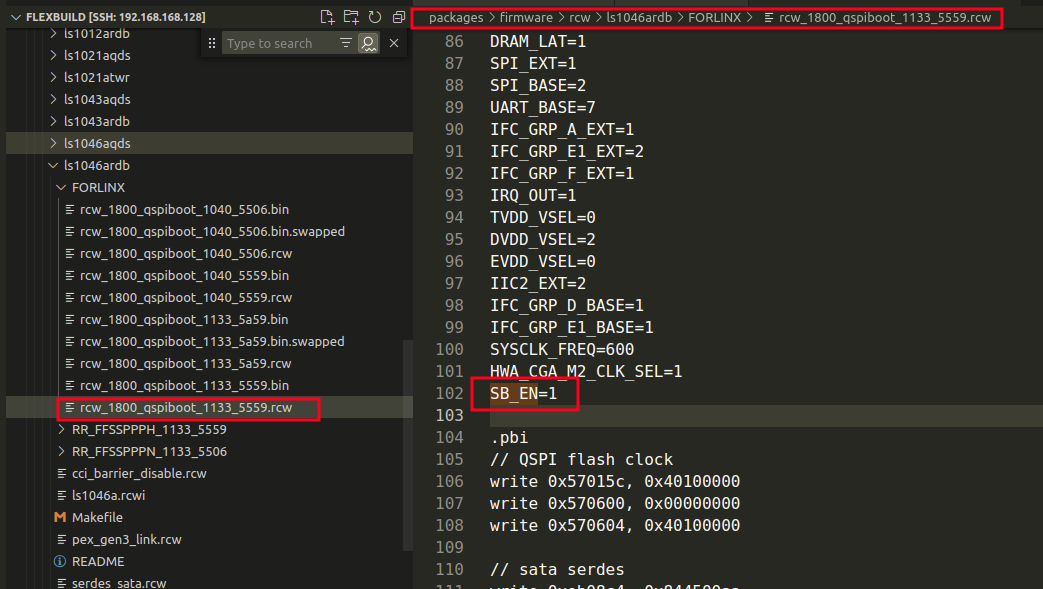 FLEXBUILD [SSH: 192.168.168.128]
ls1012ardb
Type to search
ls1021aqds
ls1021atwr
ls1043aqds
ls1043ardb
ls1046aqds
ls1046ardb
FORLINX
rcw_1800_qspiboot_1040_5506.bin
rcw_1800_qspiboot_1040_5506.bin.swapped
rcw_1800_qspiboot_1040_5506.rcw
rcw_1800_qspiboot_1040_5559.bin
rcw_1800_qspiboot_1040_5559.rcw
rcw_1800_qspiboot_1133_5a59.bin
rcw_1800_qspiboot_1133_5a59.bin.swapped
rcw_1800_qspiboot_1133_5a59.rcw
rcw_1800_qspiboot_1133_5559.bin
rcw_1800_qspiboot_1133_5559.rcw
RR_FFSSPPPH_1133_5559
RR_FFSSPPPN_1133_5506
cci_barrier_disable.rcw
ls1046a.rcwi
M Makefile
pex_gen3_link.rcw
README
serdes_sata.rcw
packages > firmware > rcw > ls1046ardb > FORLINX > rcw_1800_qspiboot_1133_5559.rcw
86 DRAM_LAT=1
87 SPI_EXT=1
88 SPI_BASE=2
89 UART_BASE=7
90 IFC_GRP_A_EXT=1
91 IFC_GRP_E1_EXT=2
92 IFC_GRP_F_EXT=1
93 IRQ_OUT=1
94 TVDD_VSEL=0
95 DVDD_VSEL=2
96 EVDD_VSEL=0
97 IIC2_EXT=2
98 IFC_GRP_D_BASE=1
99 IFC_GRP_E1_BASE=1
100 SYSCLK_FREQ=600
101 HWA_CGA_M2_CLK_SEL=1
102 SB_EN=1
103
104 .pbi
105 // QSPI flash clock
106 write 0x57015c, 0x40100000
107 write 0x570600, 0x00000000
108 write 0x570604, 0x40100000
109
110 // sata serdes